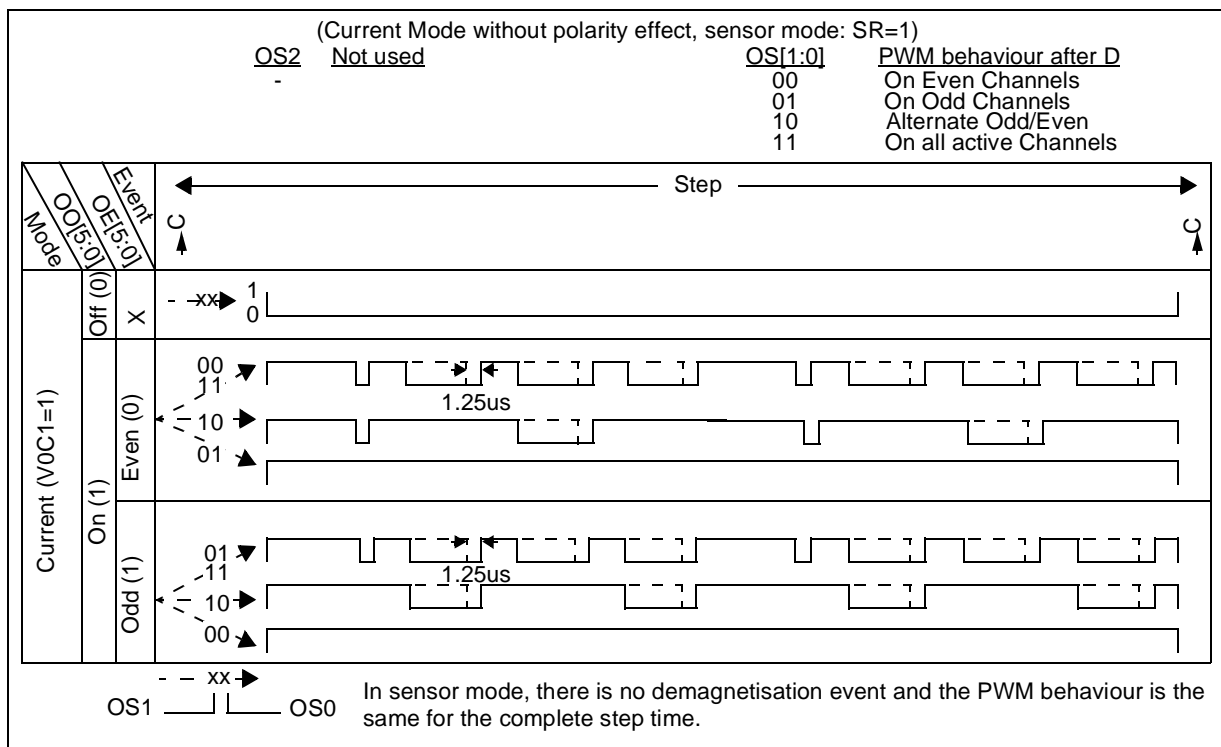 (Current Mode without polarity effect, sensor mode: SR=1)
OS2 Not used OS[1:0] PWM behaviour after D
- 00 On Even Channels
01 On Odd Channels
10 Alternate Odd/Even
11 On all active Channels
Mode OO[5:0] OE[5:0] Event
Step
C C
Current (V0C1=1)
Off (0) X xx 1
0
On (1)
Even (0)
00
11
1.25us
10
01
Odd (1)
01
11
1.25us
10
00
xx
OS1 OS0
In sensor mode, there is no demagnetisation event and the PWM behaviour is the
same for the complete step time.